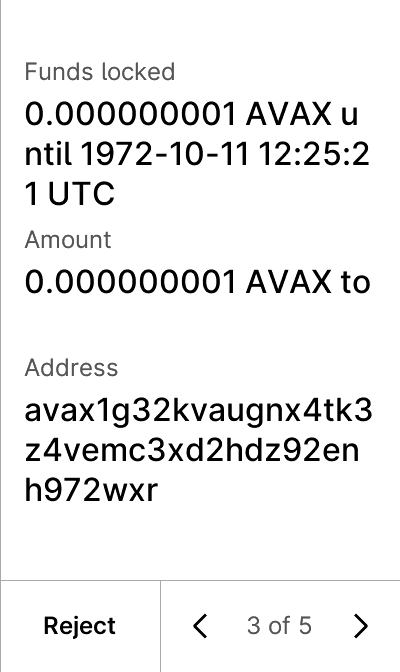 Funds locked
0.000000001 AVAX u
ntil 1972-10-11 12:25:2
1 UTC
Amount
0.000000001 AVAX to
Address
avax1g32kvaugnx4tk3
z4vemc3xd2hdz92en
h972wxr
Reject
3 of 5